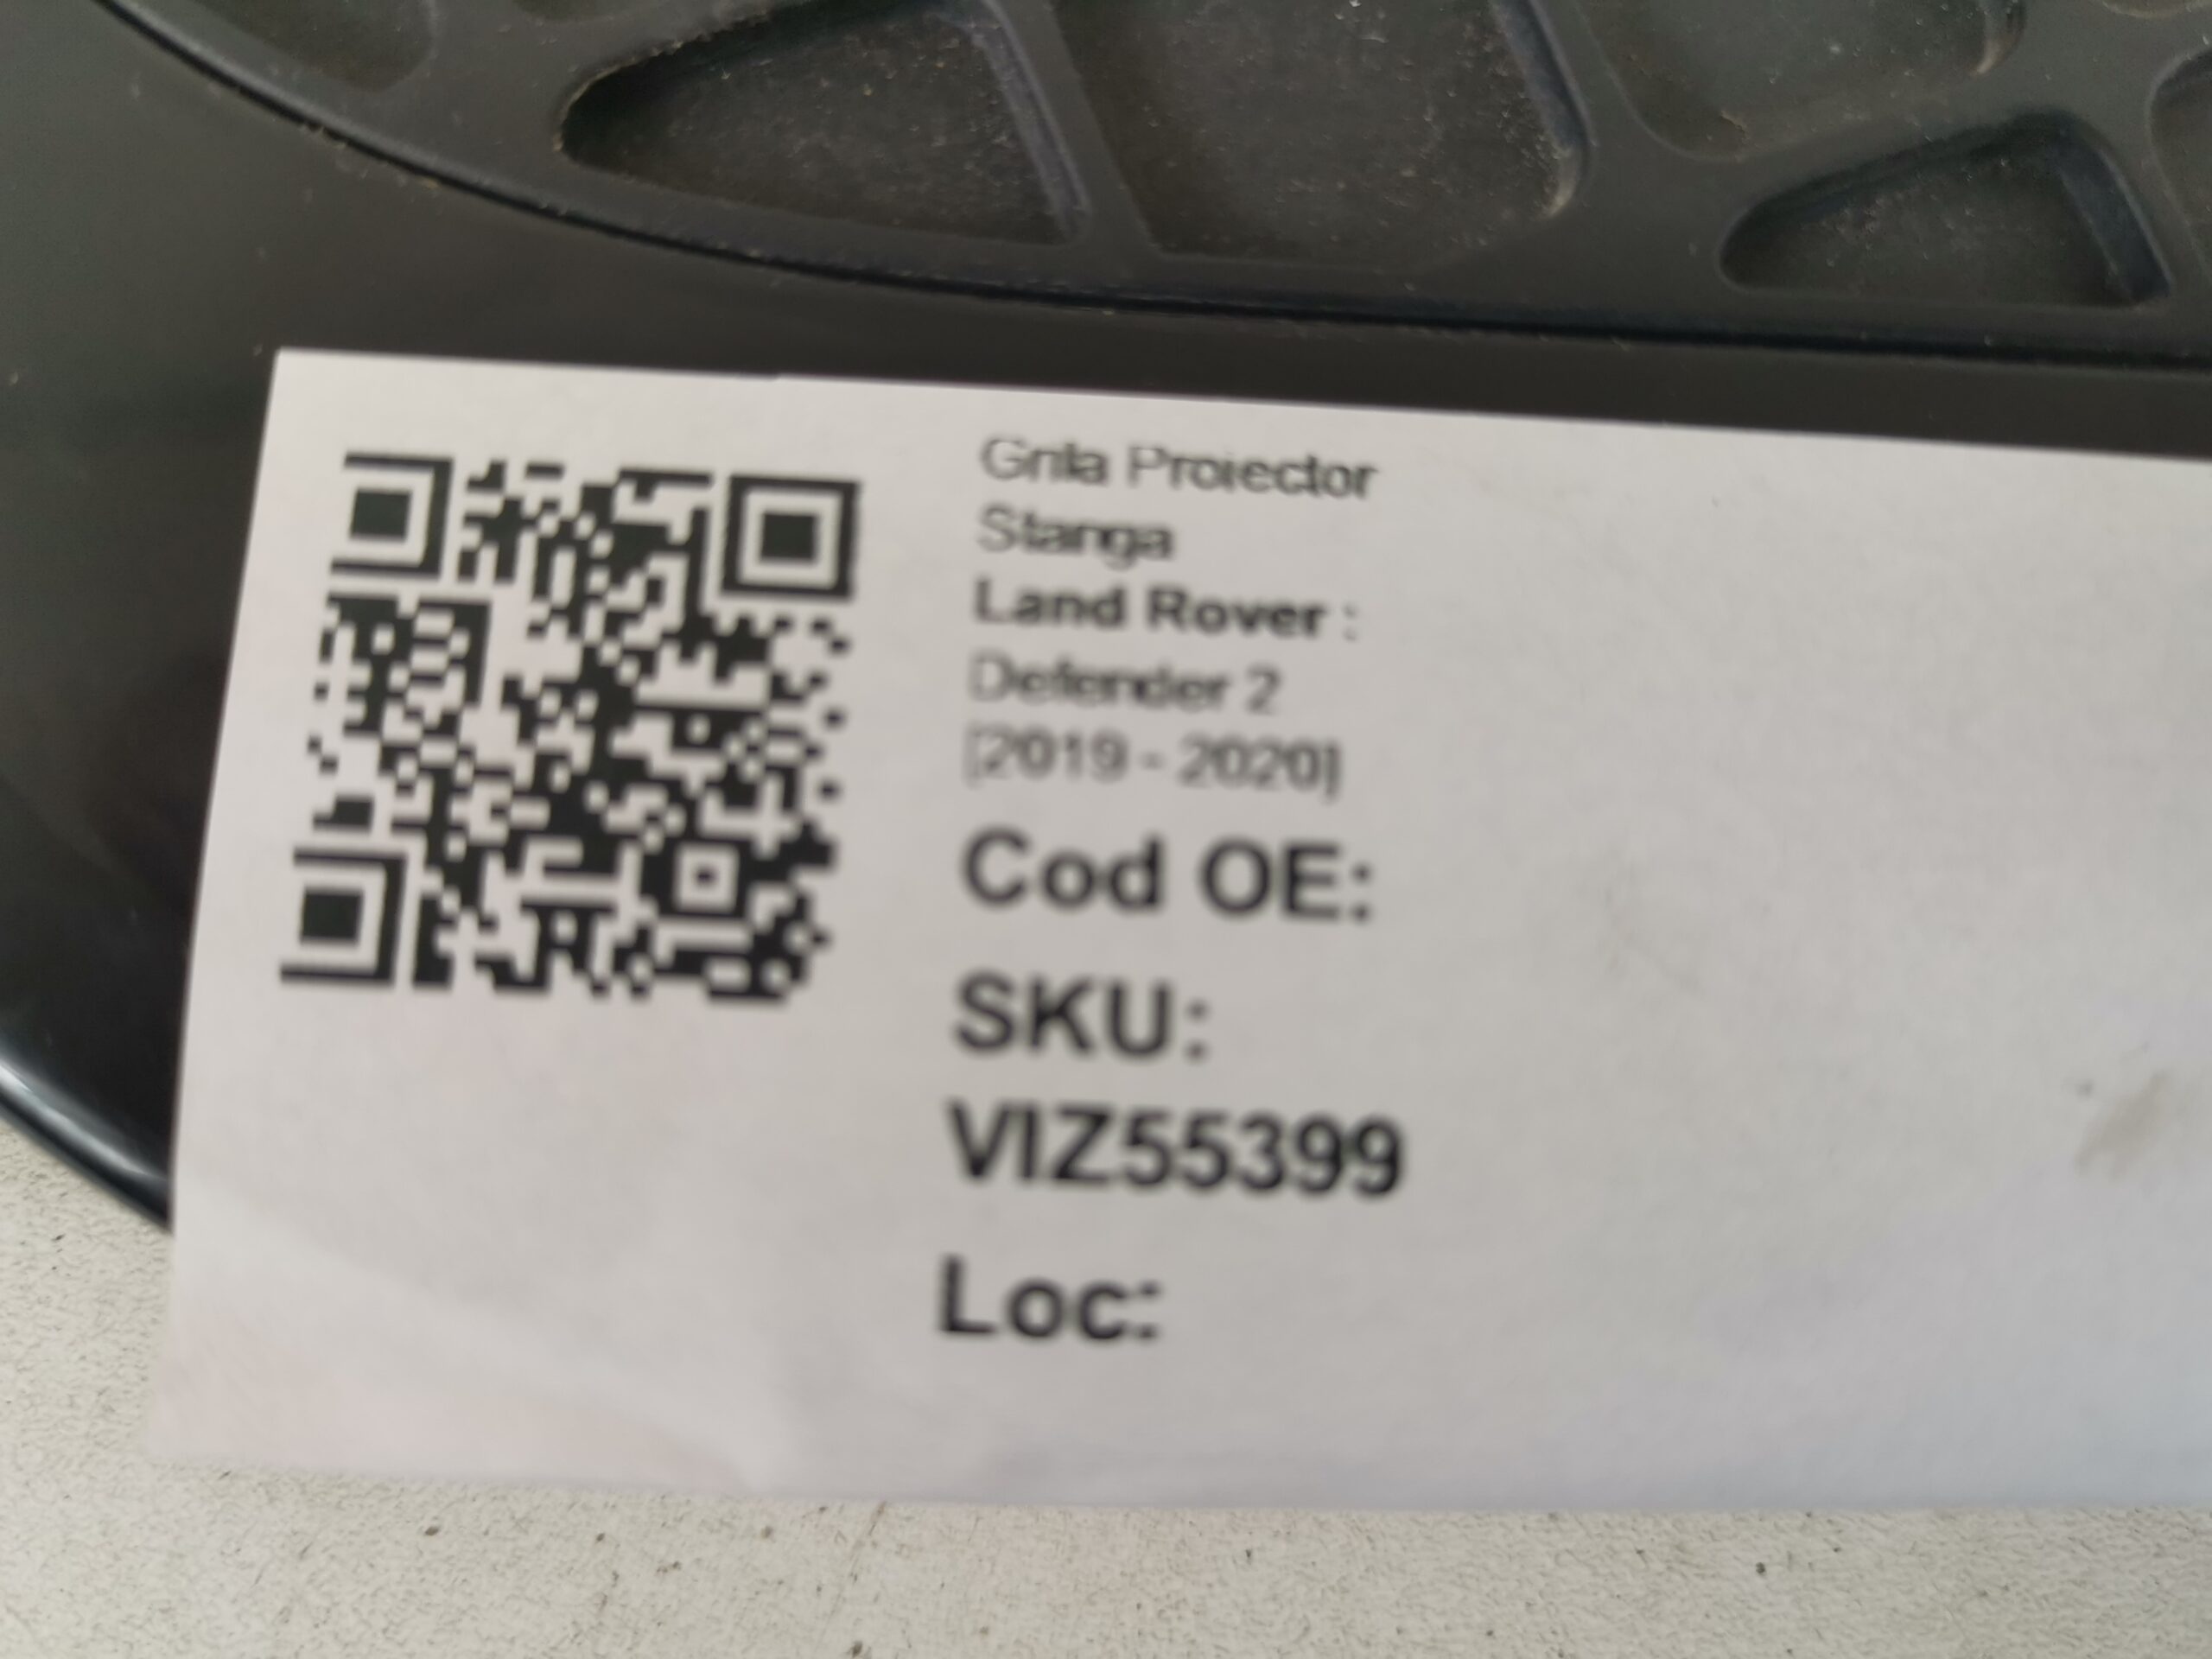 Grila Proiector
Stanga
Land Rover :
Defender 2
[2019 - 2020]
Cod OE:
SKU:
VIZ55399
Loc: